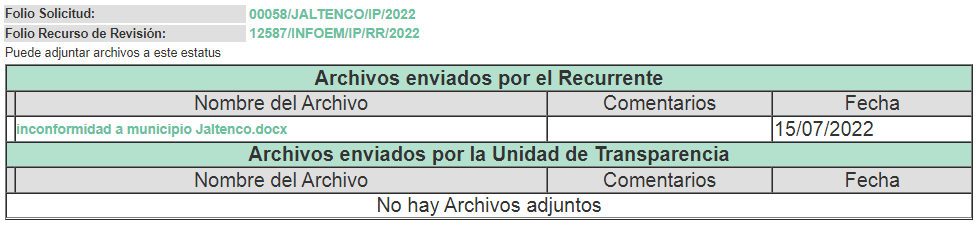 Folio Solicitud: 00058/JALTENCO/IP/2022
Folio Recurso de Revisión: 12587/INFOEM/IP/RR/2022
Puede adjuntar archivos a este estatus
Archivos enviados por el Recurrente
Nombre del Archivo Comentarios Fecha
inconformidad a municipio Jaltenco.docx 15/07/2022
Archivos enviados por la Unidad de Transparencia
Nombre del Archivo Comentarios Fecha
No hay Archivos adjuntos